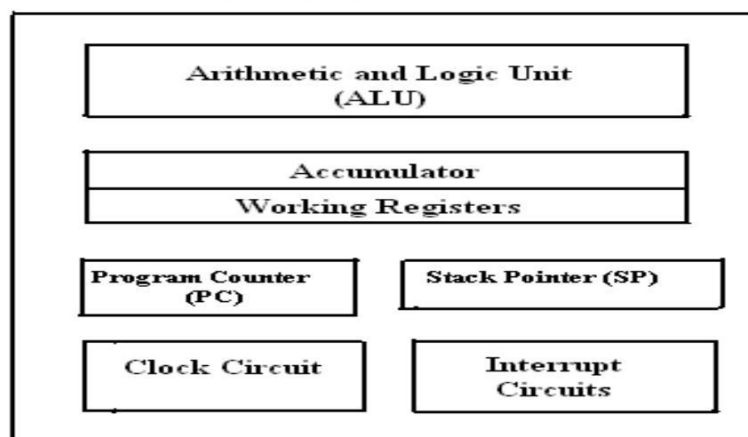 Arithmetic and Logic Unit
(ALU)
Accumulator
Working Registers
Program Counter
(PC)
Stack Pointer (SP)
Clock Circuit
Interrupt
Circuits